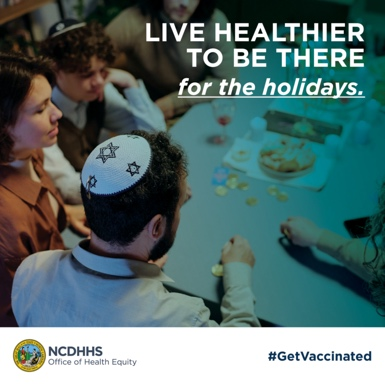 LIVE HEALTHIER
TO BE THERE
for the holidays.
NCDHHS
Office of Health Equity
#GetVaccinated